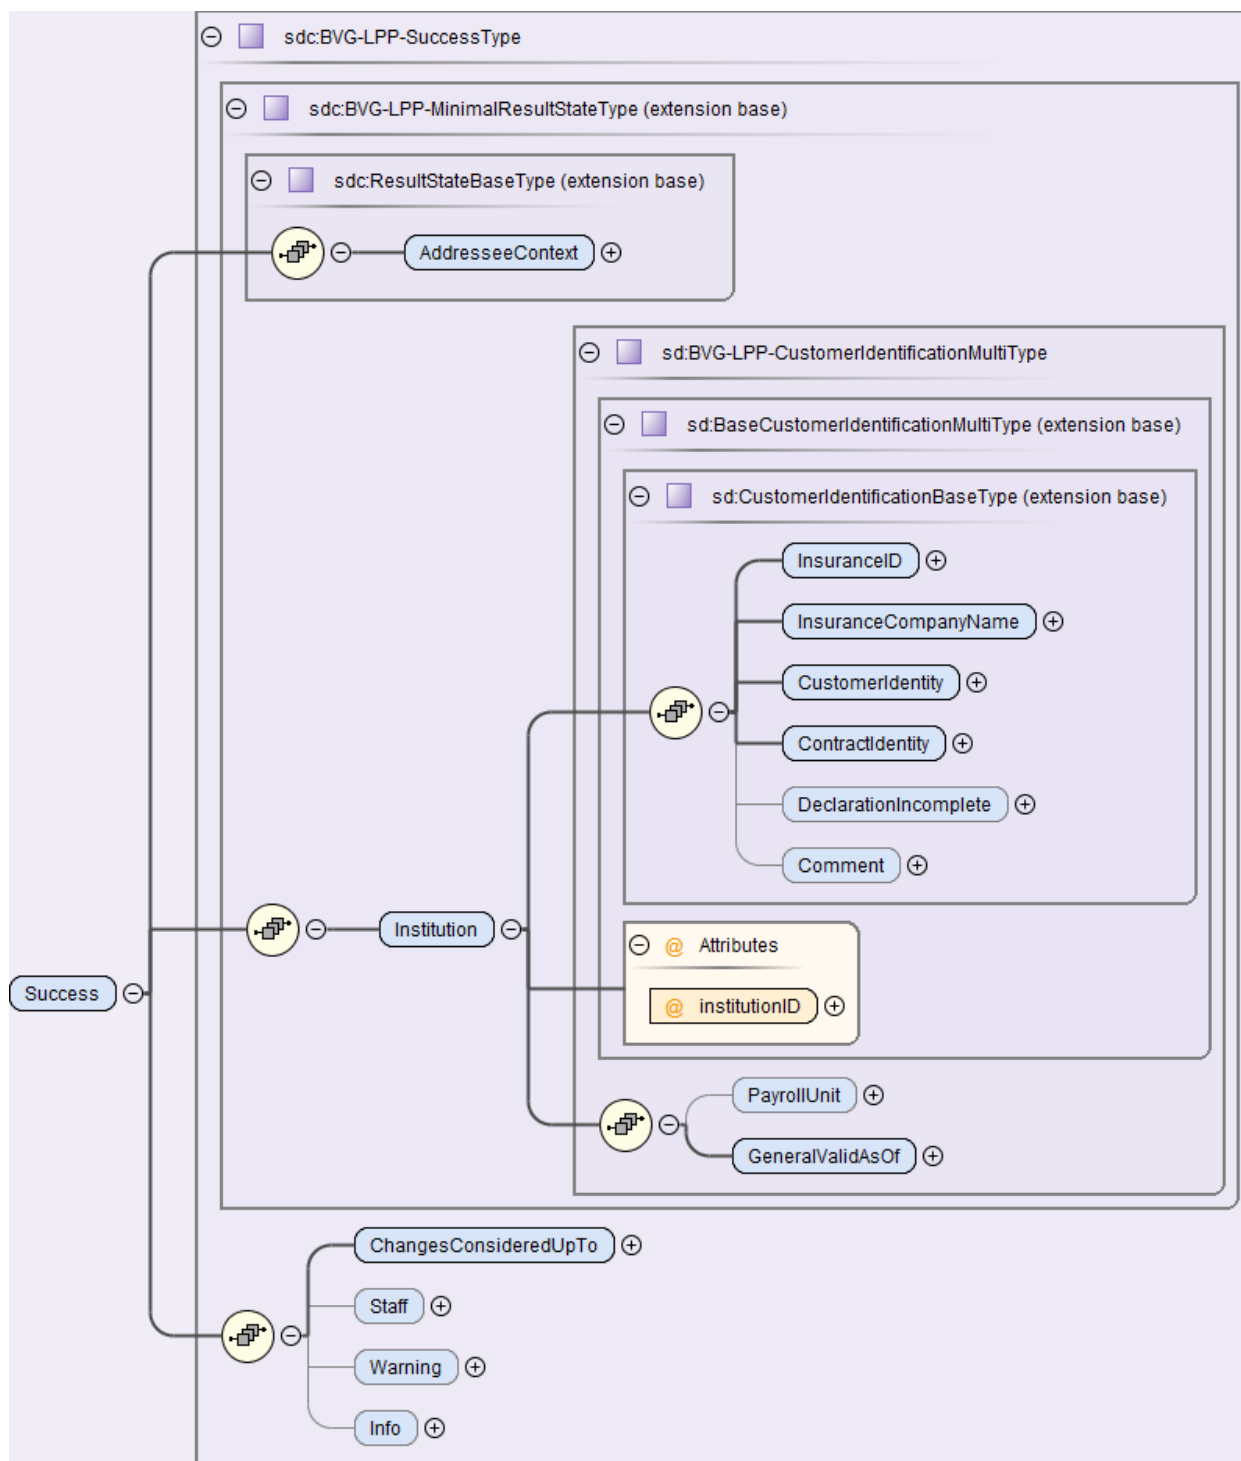 sdc:BVG-LPP-SuccessType
sdc:BVG-LPP-MinimalResultStateType (extension base)
sdc:ResultStateBaseType (extension base)
AddresseeContext
sd:BVG-LPP-CustomerIdentificationMultiType
sd:BaseCustomerIdentificationMultiType (extension base)
sd:CustomerIdentificationBaseType (extension base)
InsuranceID
InsuranceCompanyName
CustomerIdentity
ContractIdentity
DeclarationIncomplete
Comment
Institution
@ Attributes
Success
@ institutionID
PayrollUnit
GeneralValidAsOf
ChangesConsideredUpTo
Staff
Warning
Info